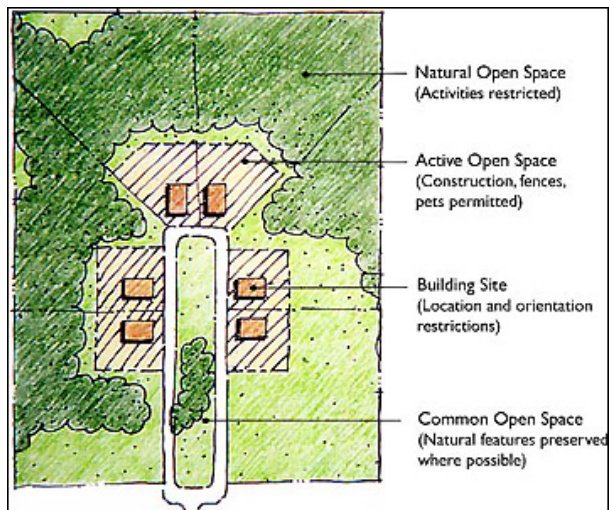 Natural Open Space
(Activities restricted)
Active Open Space
(Construction, fences,
pets permitted)
Building Site
(Location and orientation
restrictions)
Common Open Space
(Natural features preserved
where possible)